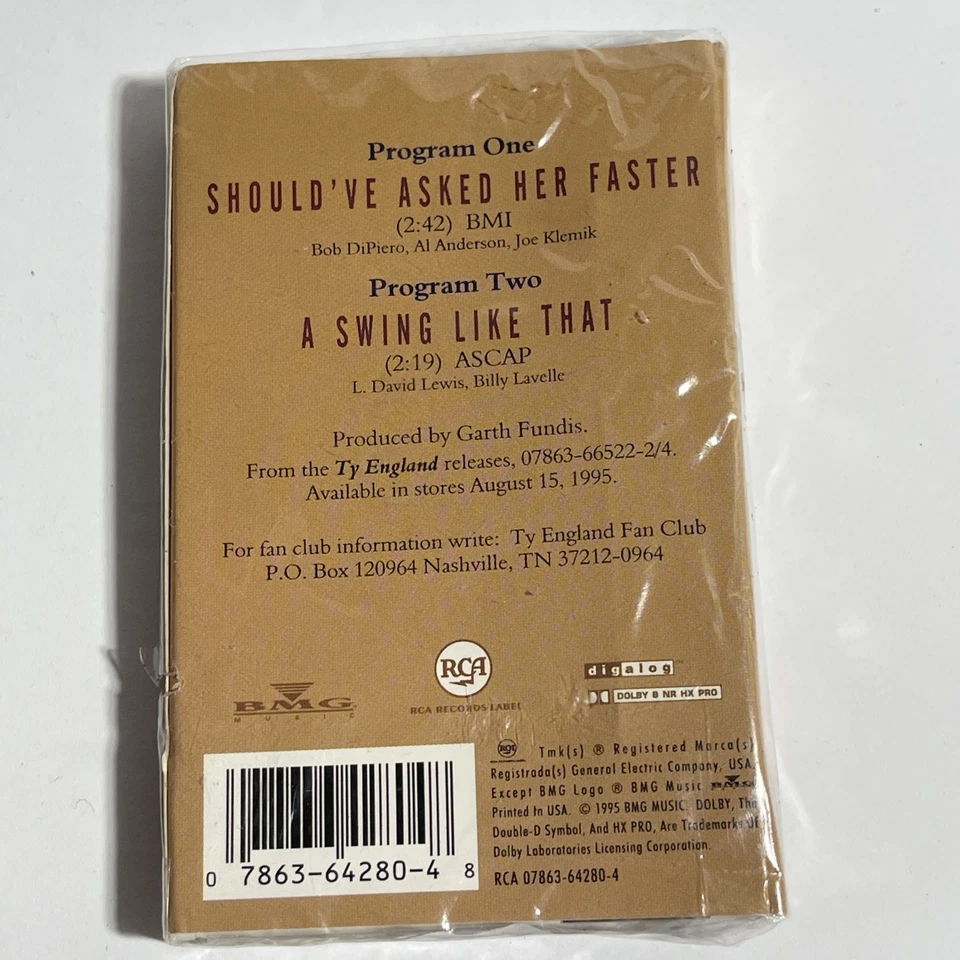 Program One
SHOULD'VE ASKED HER FASTER
(2:42) BMI
Bob DiPiero, Al Anderson, Joe Klemik
Program Two
A SWING LIKE THAT
(2:19) ASCAP
L. David Lewis, Billy Lavelle
Produced by Garth Fundis.
From the Ty England releases, 07863-66522-2/4.
Available in stores August 15, 1995.
For fan club information write: Ty England Fan Club
P.O. Box 120964 Nashville, TN 37212-0964
BMG
MUSIC
RCA
RCA RECORDS LABEL
digalog™
DOLBY B NR HX PRO
RCA Tmk(s) ® Registered Marca(s)
Registrada(s) General Electric Company, USA,
Except BMG Logo ® BMG Music BMG
Printed In USA. © 1995 BMG MUSIC. DOLBY, The
Double-D Symbol, And HX PRO, Are Trademarks Of
Dolby Laboratories Licensing Corporation.
RCA 07863-64280-4
0 7863-64280-4 8